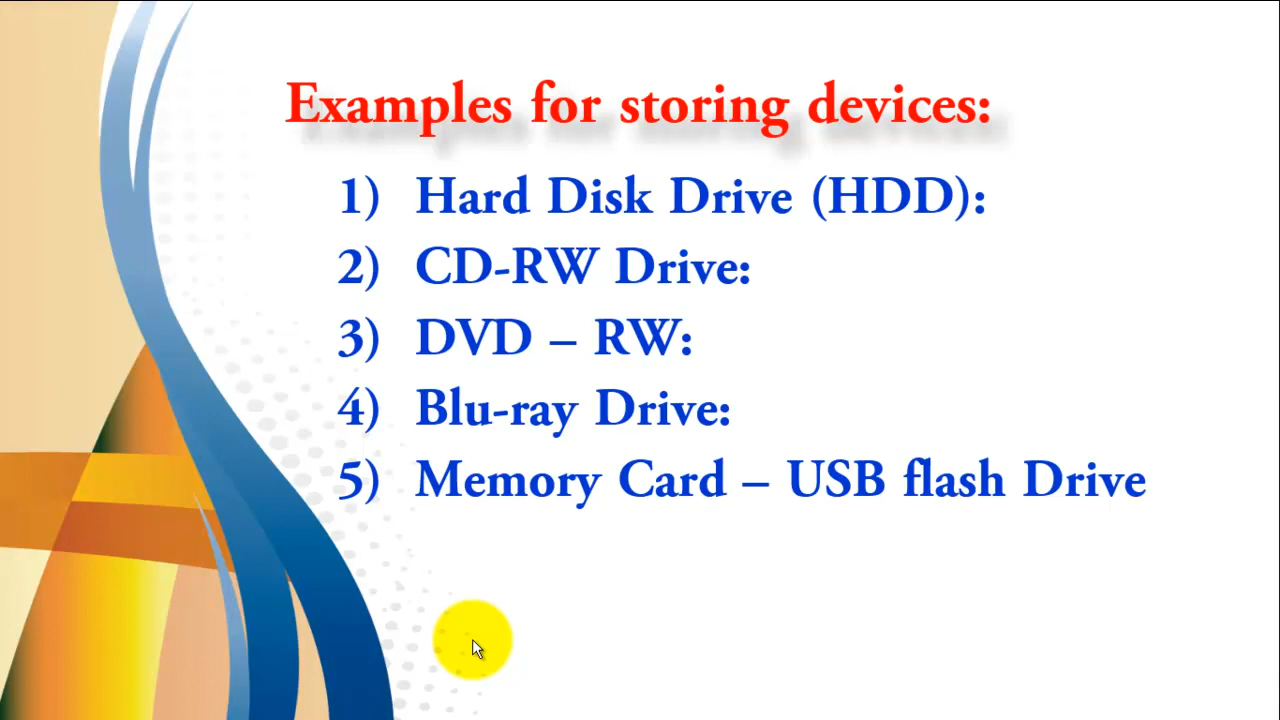 Examples for storing devices:
1) Hard Disk Drive (HDD):
2) CD-RW Drive:
3) DVD – RW:
4) Blu-ray Drive:
5) Memory Card – USB flash Drive